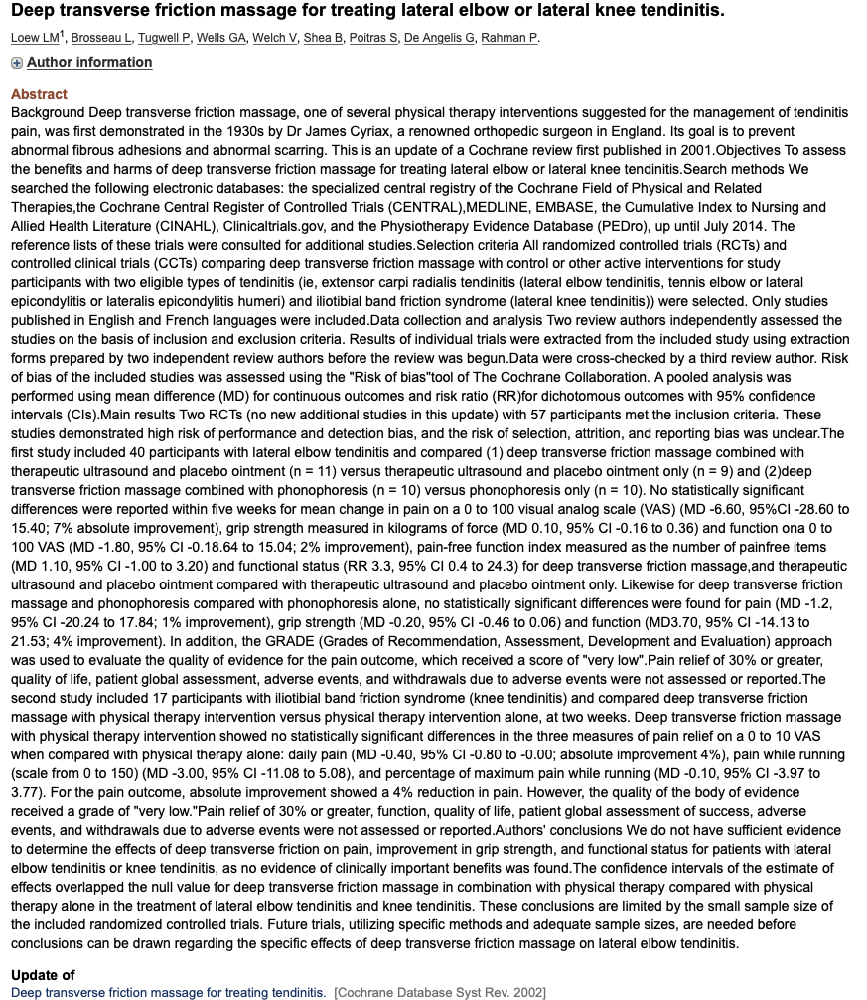 Deep transverse friction massage for treating lateral elbow or lateral knee tendinitis.
Loew LM1, Brosseau L, Tugwell P, Wells GA, Welch V, Shea B, Poitras S, De Angelis G, Rahman P.
Author information
Abstract
Background Deep transverse friction massage, one of several physical therapy interventions suggested for the management of tendinitis
pain, was first demonstrated in the 1930s by Dr James Cyriax, a renowned orthopedic surgeon in England. Its goal is to prevent
abnormal fibrous adhesions and abnormal scarring. This is an update of a Cochrane review first published in 2001.Objectives To assess
the benefits and harms of deep transverse friction massage for treating lateral elbow or lateral knee tendinitis.Search methods We
searched the following electronic databases: the specialized central registry of the Cochrane Field of Physical and Related
Therapies,the Cochrane Central Register of Controlled Trials (CENTRAL),MEDLINE, EMBASE, the Cumulative Index to Nursing and
Allied Health Literature (CINAHL), Clinicaltrials.gov, and the Physiotherapy Evidence Database (PEDro), up until July 2014. The
reference lists of these trials were consulted for additional studies.Selection criteria All randomized controlled trials (RCTs) and
controlled clinical trials (CCTs) comparing deep transverse friction massage with control or other active interventions for study
participants with two eligible types of tendinitis (ie, extensor carpi radialis tendinitis (lateral elbow tendinitis, tennis elbow or lateral
epicondylitis or lateralis epicondylitis humeri) and iliotibial band friction syndrome (lateral knee tendinitis)) were selected. Only studies
published in English and French languages were included.Data collection and analysis Two review authors independently assessed the
studies on the basis of inclusion and exclusion criteria. Results of individual trials were extracted from the included study using extraction
forms prepared by two independent review authors before the review was begun.Data were cross-checked by a third review author. Risk
of bias of the included studies was assessed using the "Risk of bias"tool of The Cochrane Collaboration. A pooled analysis was
performed using mean difference (MD) for continuous outcomes and risk ratio (RR)for dichotomous outcomes with 95% confidence
intervals (CIs).Main results Two RCTs (no new additional studies in this update) with 57 participants met the inclusion criteria. These
studies demonstrated high risk of performance and detection bias, and the risk of selection, attrition, and reporting bias was unclear.The
first study included 40 participants with lateral elbow tendinitis and compared (1) deep transverse friction massage combined with
therapeutic ultrasound and placebo ointment (n = 11) versus therapeutic ultrasound and placebo ointment only (n = 9) and (2)deep
transverse friction massage combined with phonophoresis (n = 10) versus phonophoresis only (n = 10). No statistically significant
differences were reported within five weeks for mean change in pain on a 0 to 100 visual analog scale (VAS) (MD -6.60, 95%CI -28.60 to
15.40; 7% absolute improvement), grip strength measured in kilograms of force (MD 0.10, 95% CI -0.16 to 0.36) and function ona 0 to
100 VAS (MD -1.80, 95% CI -0.18.64 to 15.04; 2% improvement), pain-free function index measured as the number of painfree items
(MD 1.10, 95% CI -1.00 to 3.20) and functional status (RR 3.3, 95% CI 0.4 to 24.3) for deep transverse friction massage,and therapeutic
ultrasound and placebo ointment compared with therapeutic ultrasound and placebo ointment only. Likewise for deep transverse friction
massage and phonophoresis compared with phonophoresis alone, no statistically significant differences were found for pain (MD -1.2,
95% CI -20.24 to 17.84; 1% improvement), grip strength (MD -0.20, 95% CI -0.46 to 0.06) and function (MD3.70, 95% CI -14.13 to
21.53; 4% improvement). In addition, the GRADE (Grades of Recommendation, Assessment, Development and Evaluation) approach
was used to evaluate the quality of evidence for the pain outcome, which received a score of "very low".Pain relief of 30% or greater,
quality of life, patient global assessment, adverse events, and withdrawals due to adverse events were not assessed or reported.The
second study included 17 participants with iliotibial band friction syndrome (knee tendinitis) and compared deep transverse friction
massage with physical therapy intervention versus physical therapy intervention alone, at two weeks. Deep transverse friction massage
with physical therapy intervention showed no statistically significant differences in the three measures of pain relief on a 0 to 10 VAS
when compared with physical therapy alone: daily pain (MD -0.40, 95% CI -0.80 to -0.00; absolute improvement 4%), pain while running
(scale from 0 to 150) (MD -3.00, 95% CI -11.08 to 5.08), and percentage of maximum pain while running (MD -0.10, 95% CI -3.97 to
3.77). For the pain outcome, absolute improvement showed a 4% reduction in pain. However, the quality of the body of evidence
received a grade of "very low."Pain relief of 30% or greater, function, quality of life, patient global assessment of success, adverse
events, and withdrawals due to adverse events were not assessed or reported.Authors' conclusions We do not have sufficient evidence
to determine the effects of deep transverse friction on pain, improvement in grip strength, and functional status for patients with lateral
elbow tendinitis or knee tendinitis, as no evidence of clinically important benefits was found.The confidence intervals of the estimate of
effects overlapped the null value for deep transverse friction massage in combination with physical therapy compared with physical
therapy alone in the treatment of lateral elbow tendinitis and knee tendinitis. These conclusions are limited by the small sample size of
the included randomized controlled trials. Future trials, utilizing specific methods and adequate sample sizes, are needed before
conclusions can be drawn regarding the specific effects of deep transverse friction massage on lateral elbow tendinitis.
Update of
Deep transverse friction massage for treating tendinitis. [Cochrane Database Syst Rev. 2002]